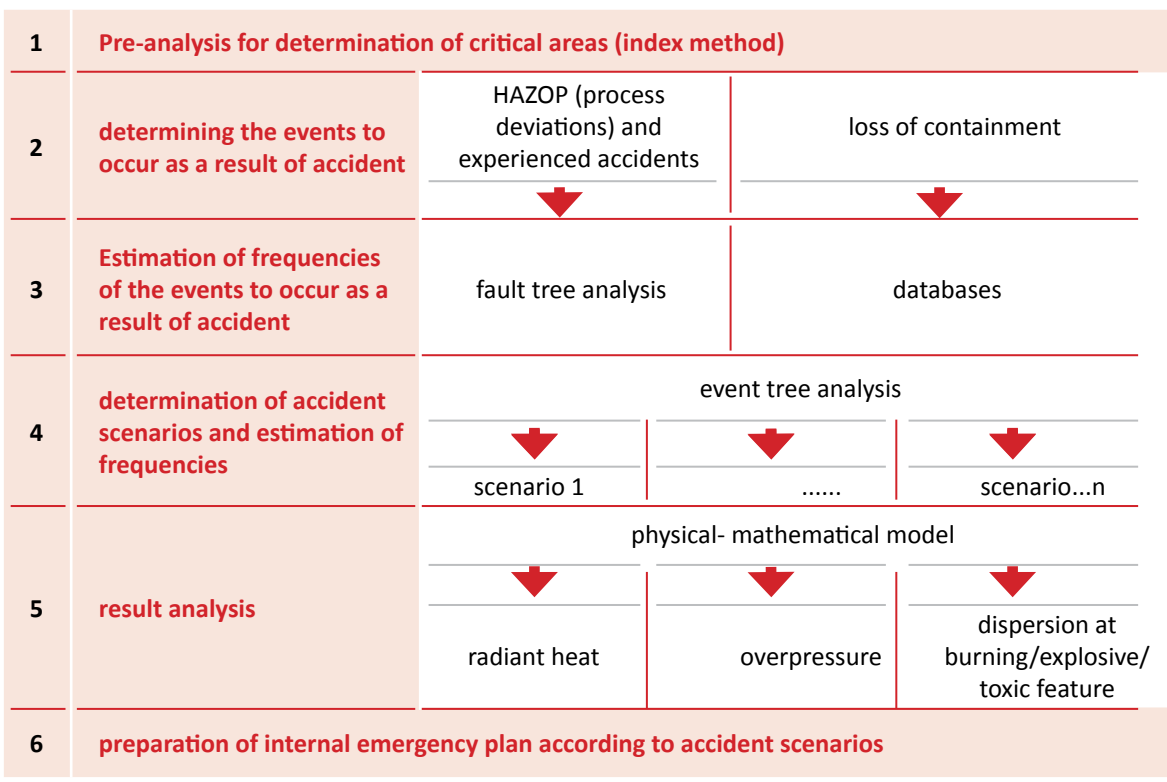 1
Pre-analysis for determination of critical areas (index method)
2
determining the events to
occur as a result of accident
HAZOP (process
deviations) and
experienced accidents
loss of containment
3
Estimation of frequencies
of the events to occur as a
result of accident
fault tree analysis
databases
4
determination of accident
scenarios and estimation of
frequencies
event tree analysis
scenario 1
......
scenario...n
5
result analysis
physical- mathematical model
radiant heat
overpressure
dispersion at
burning/explosive/
toxic feature
6
preparation of internal emergency plan according to accident scenarios